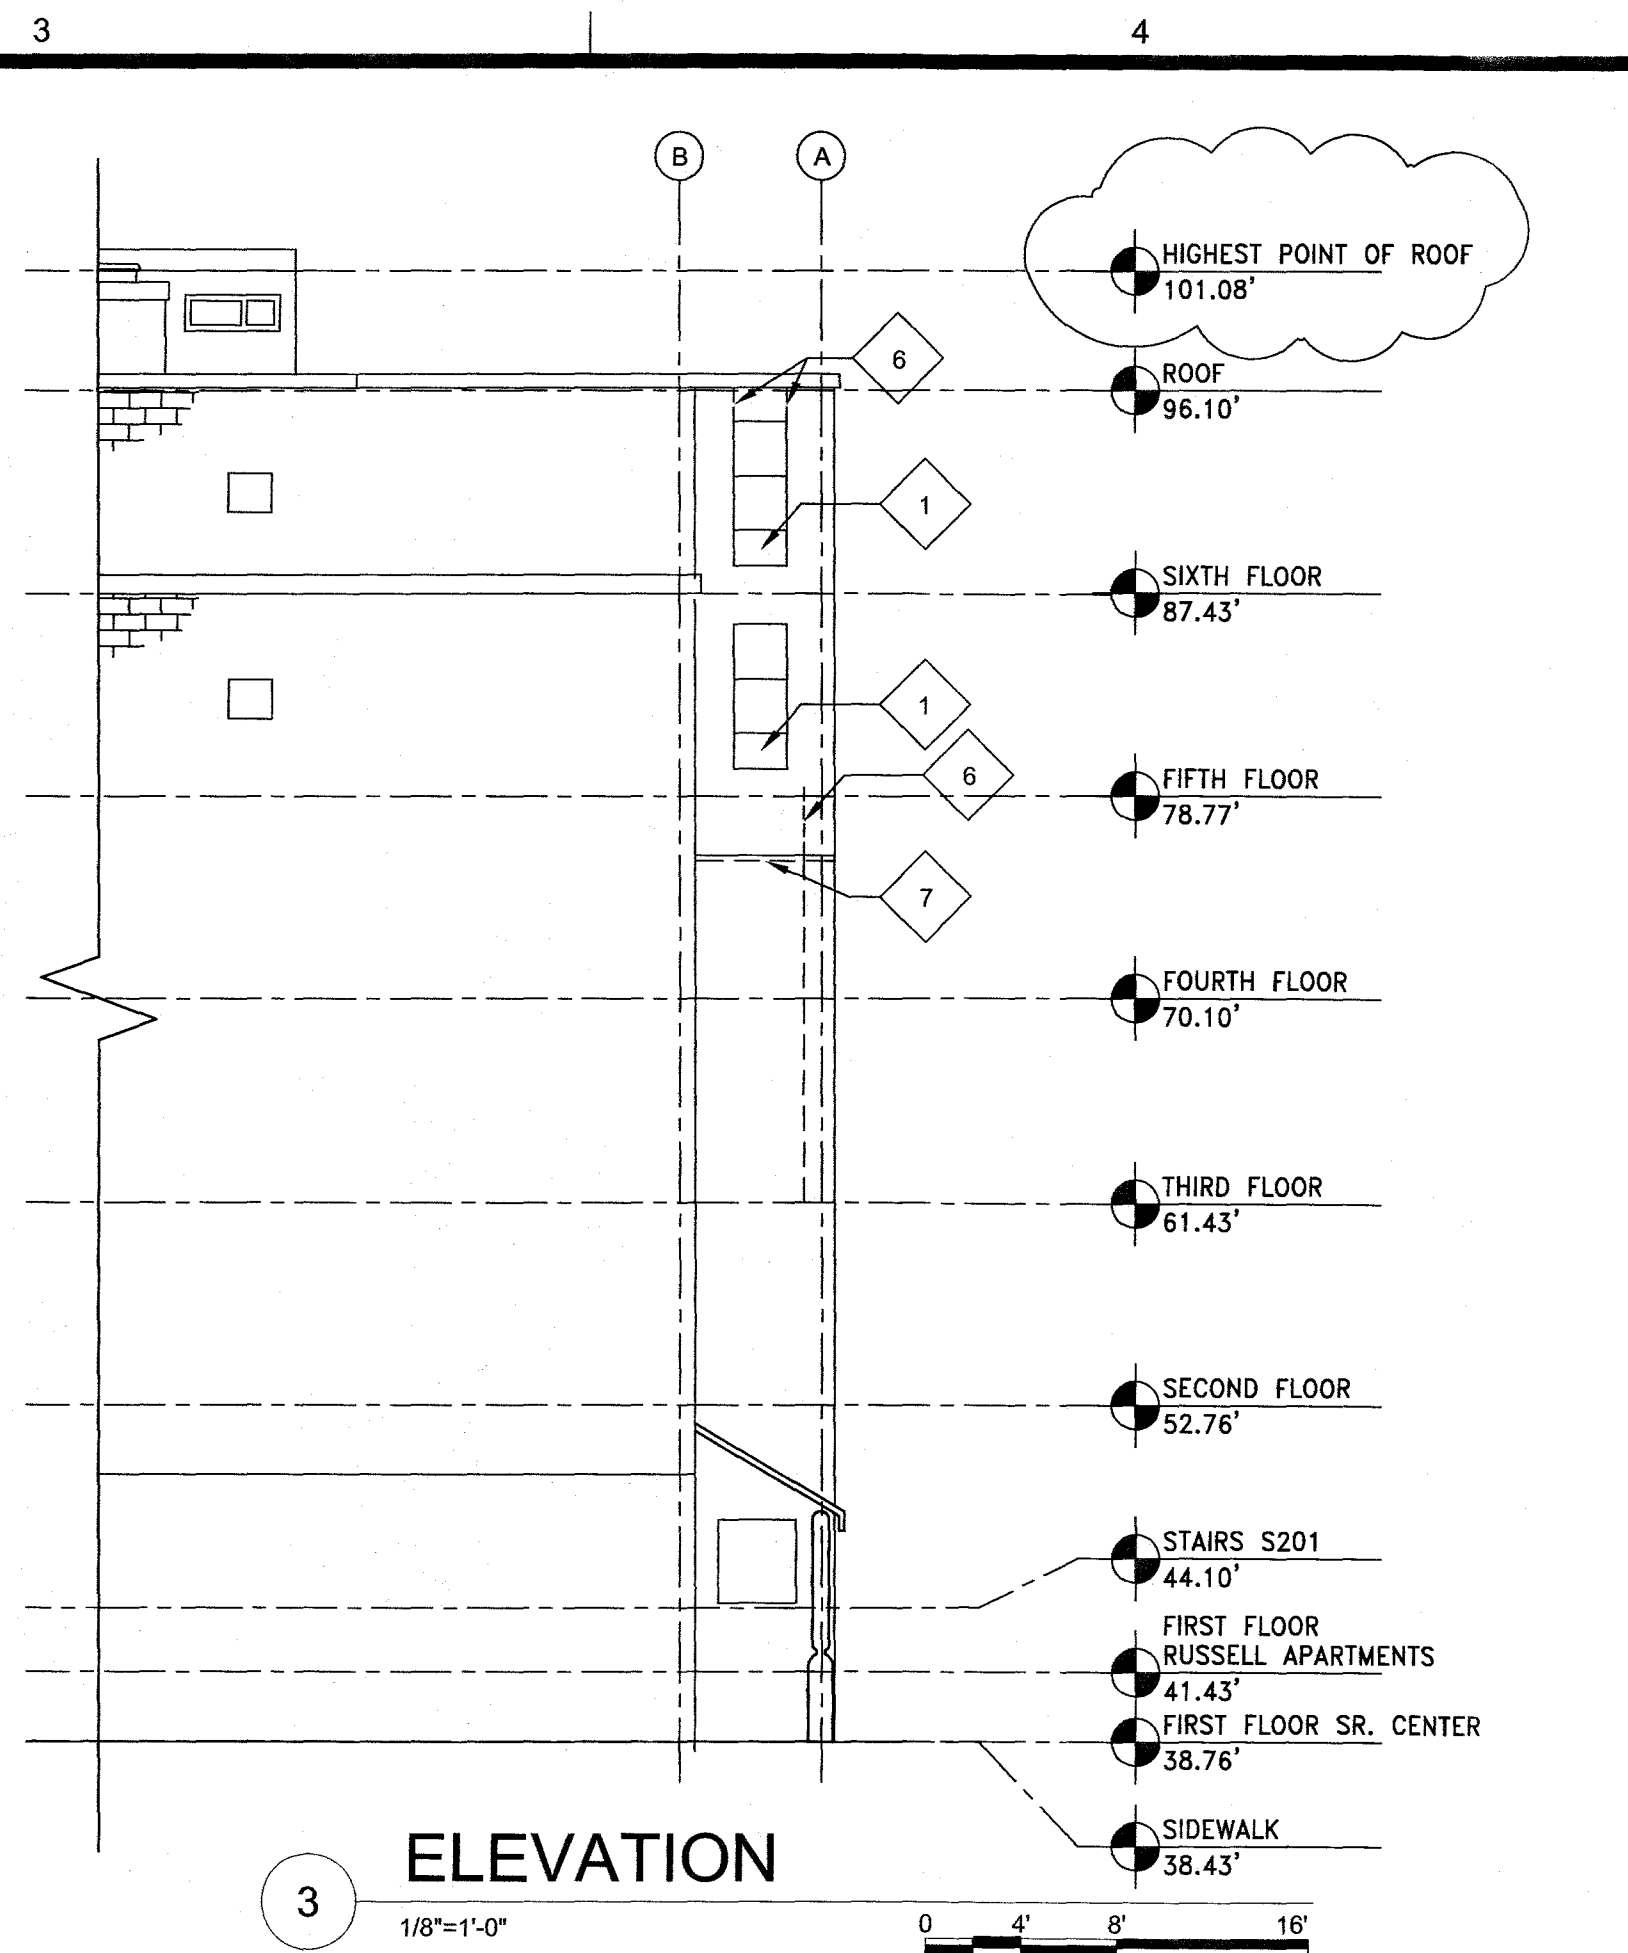 3
4
B
A
HIGHEST POINT OF ROOF
101.08'
6
ROOF
96.10'
1
SIXTH FLOOR
87.43'
1
6
FIFTH FLOOR
78.77'
7
FOURTH FLOOR
70.10'
THIRD FLOOR
61.43'
SECOND FLOOR
52.76'
STAIRS S201
44.10'
FIRST FLOOR
RUSSELL APARTMENTS
41.43'
FIRST FLOOR SR. CENTER
38.76'
SIDEWALK
38.43'
3
ELEVATION
1/8"=1'-0"
0 4' 8' 16'